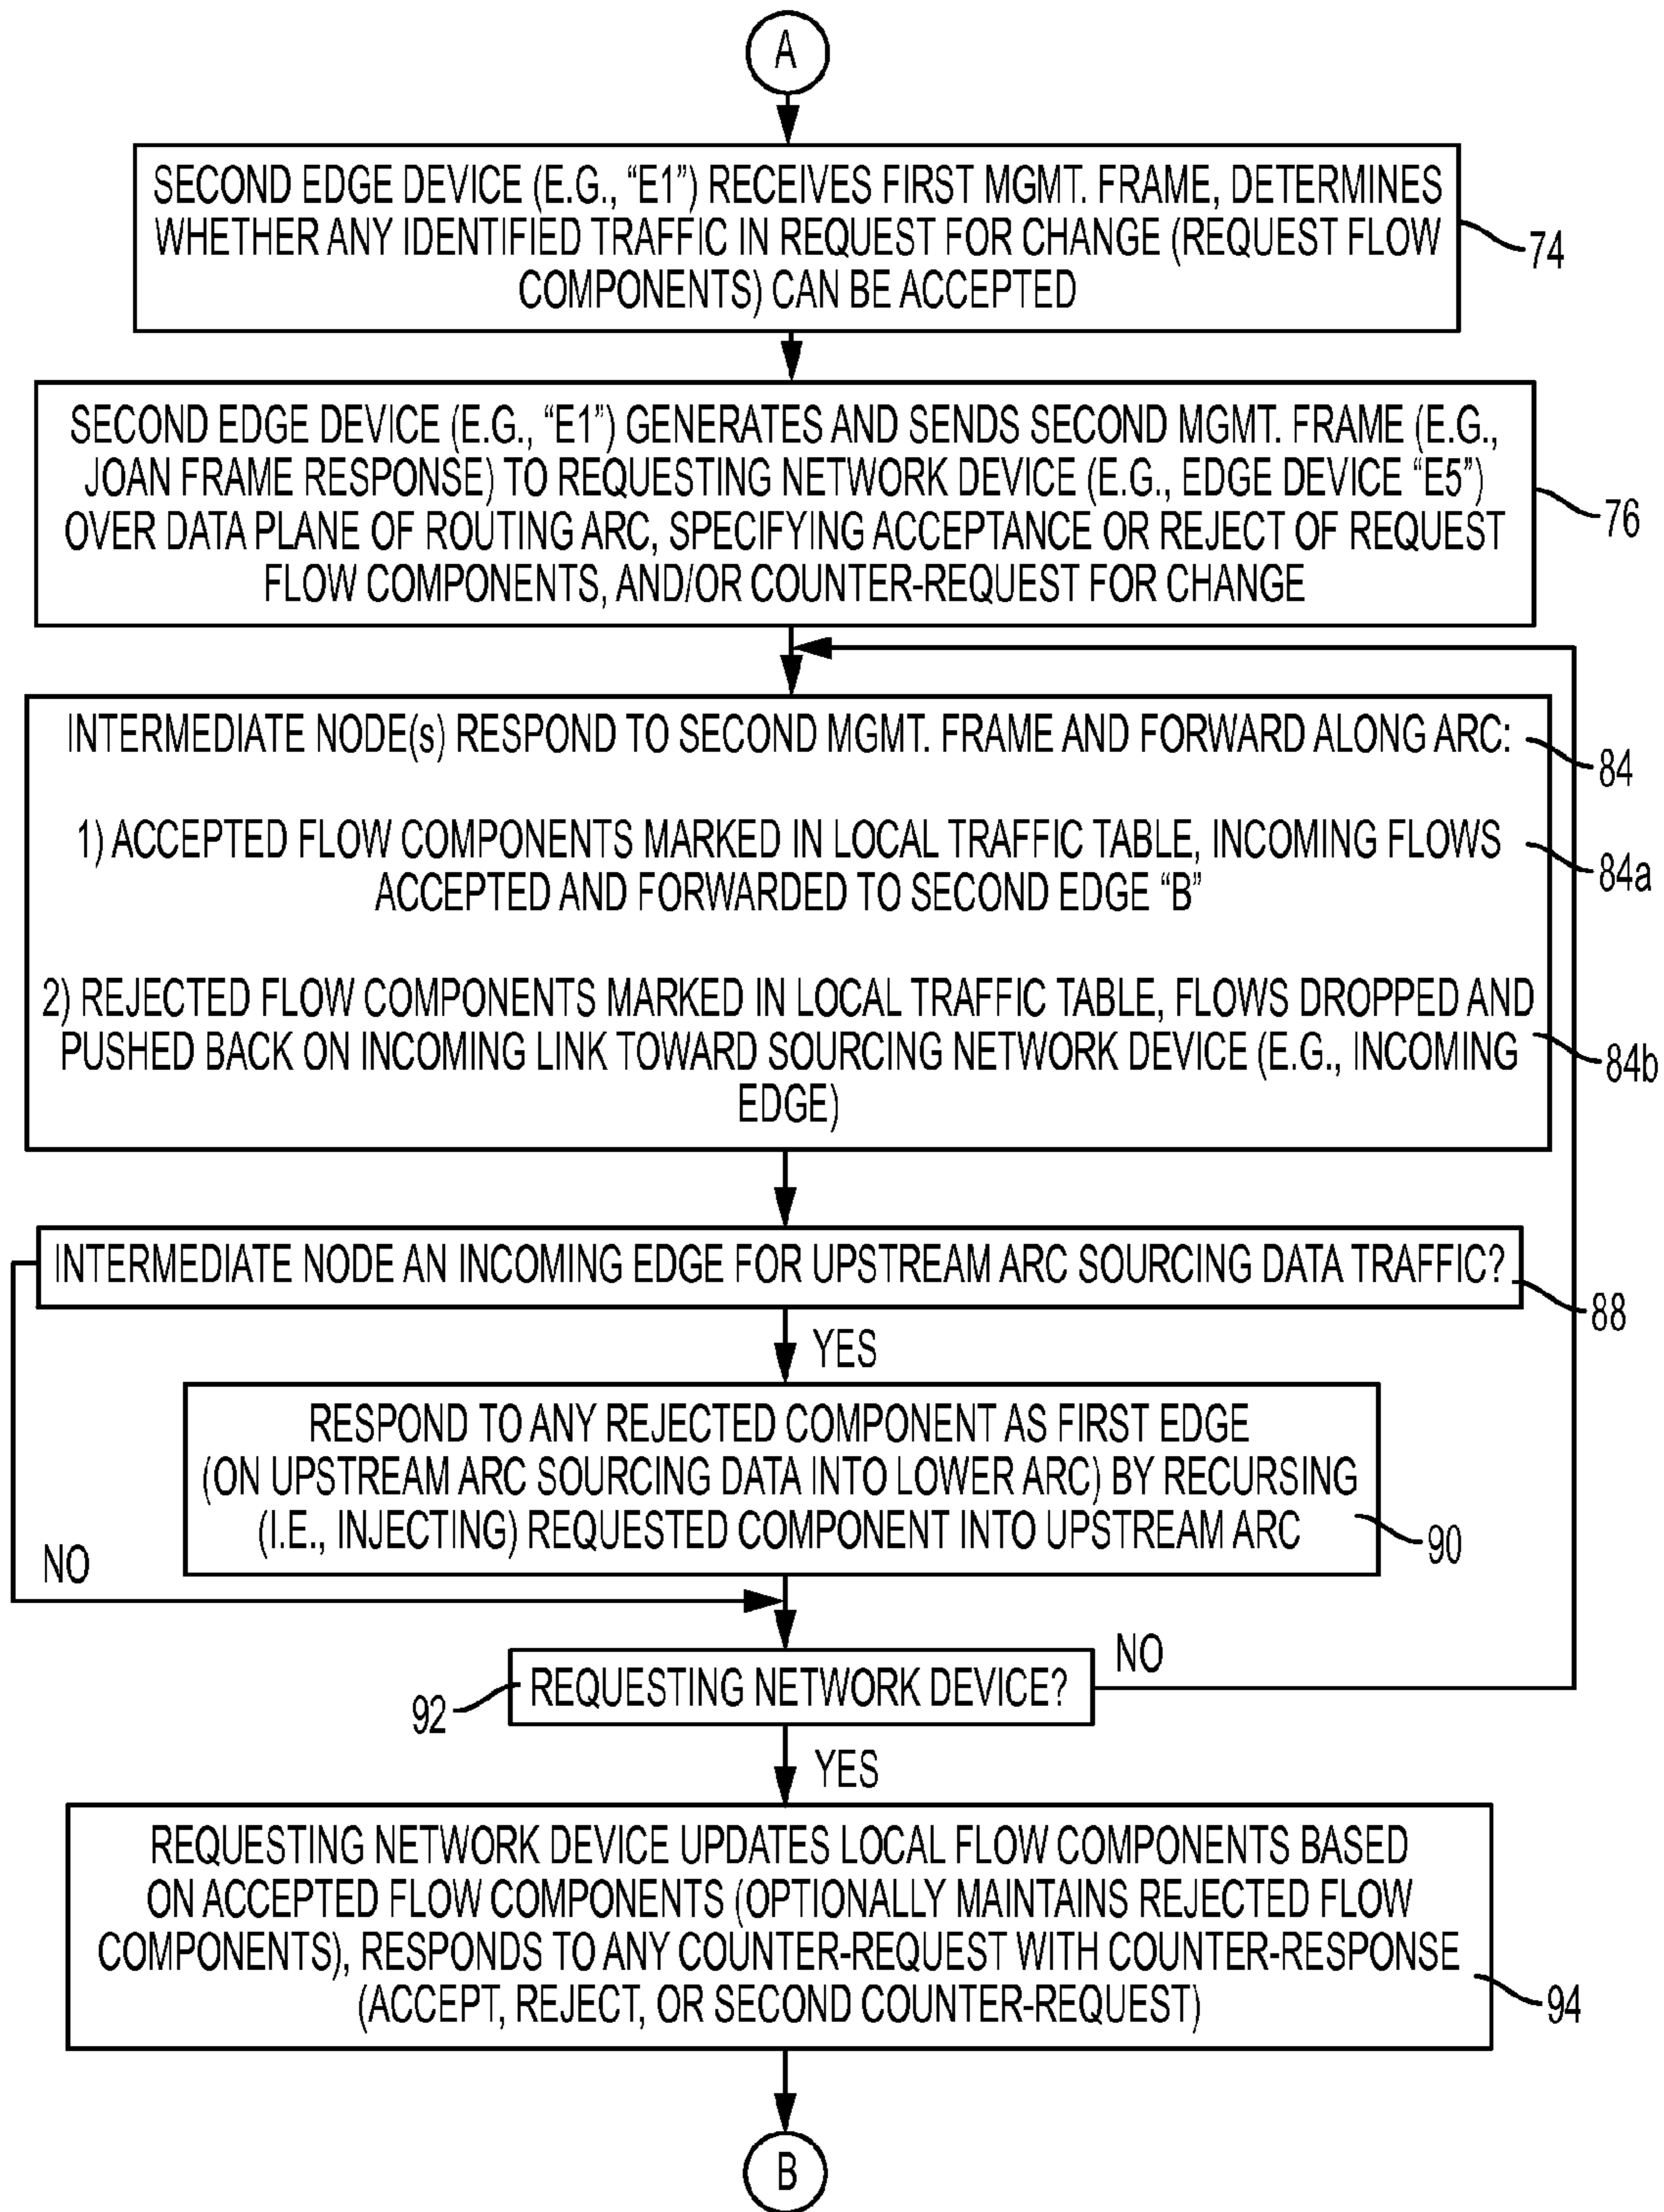 A
SECOND EDGE DEVICE (E.G., “E1”) RECEIVES FIRST MGMT. FRAME, DETERMINES
WHETHER ANY IDENTIFIED TRAFFIC IN REQUEST FOR CHANGE (REQUEST FLOW
COMPONENTS) CAN BE ACCEPTED
74
SECOND EDGE DEVICE (E.G., “E1”) GENERATES AND SENDS SECOND MGMT. FRAME (E.G.,
JOAN FRAME RESPONSE) TO REQUESTING NETWORK DEVICE (E.G., EDGE DEVICE “E5”)
OVER DATA PLANE OF ROUTING ARC, SPECIFYING ACCEPTANCE OR REJECT OF REQUEST
FLOW COMPONENTS, AND/OR COUNTER-REQUEST FOR CHANGE
76
INTERMEDIATE NODE(s) RESPOND TO SECOND MGMT. FRAME AND FORWARD ALONG ARC:
84
1) ACCEPTED FLOW COMPONENTS MARKED IN LOCAL TRAFFIC TABLE, INCOMING FLOWS
ACCEPTED AND FORWARDED TO SECOND EDGE “B”
84a
2) REJECTED FLOW COMPONENTS MARKED IN LOCAL TRAFFIC TABLE, FLOWS DROPPED AND
PUSHED BACK ON INCOMING LINK TOWARD SOURCING NETWORK DEVICE (E.G., INCOMING
EDGE)
84b
INTERMEDIATE NODE AN INCOMING EDGE FOR UPSTREAM ARC SOURCING DATA TRAFFIC?
88
YES
RESPOND TO ANY REJECTED COMPONENT AS FIRST EDGE
(ON UPSTREAM ARC SOURCING DATA INTO LOWER ARC) BY RECURSING
(I.E., INJECTING) REQUESTED COMPONENT INTO UPSTREAM ARC
90
NO
REQUESTING NETWORK DEVICE?
92
NO
YES
REQUESTING NETWORK DEVICE UPDATES LOCAL FLOW COMPONENTS BASED
ON ACCEPTED FLOW COMPONENTS (OPTIONALLY MAINTAINS REJECTED FLOW
COMPONENTS), RESPONDS TO ANY COUNTER-REQUEST WITH COUNTER-RESPONSE
(ACCEPT, REJECT, OR SECOND COUNTER-REQUEST)
94
B